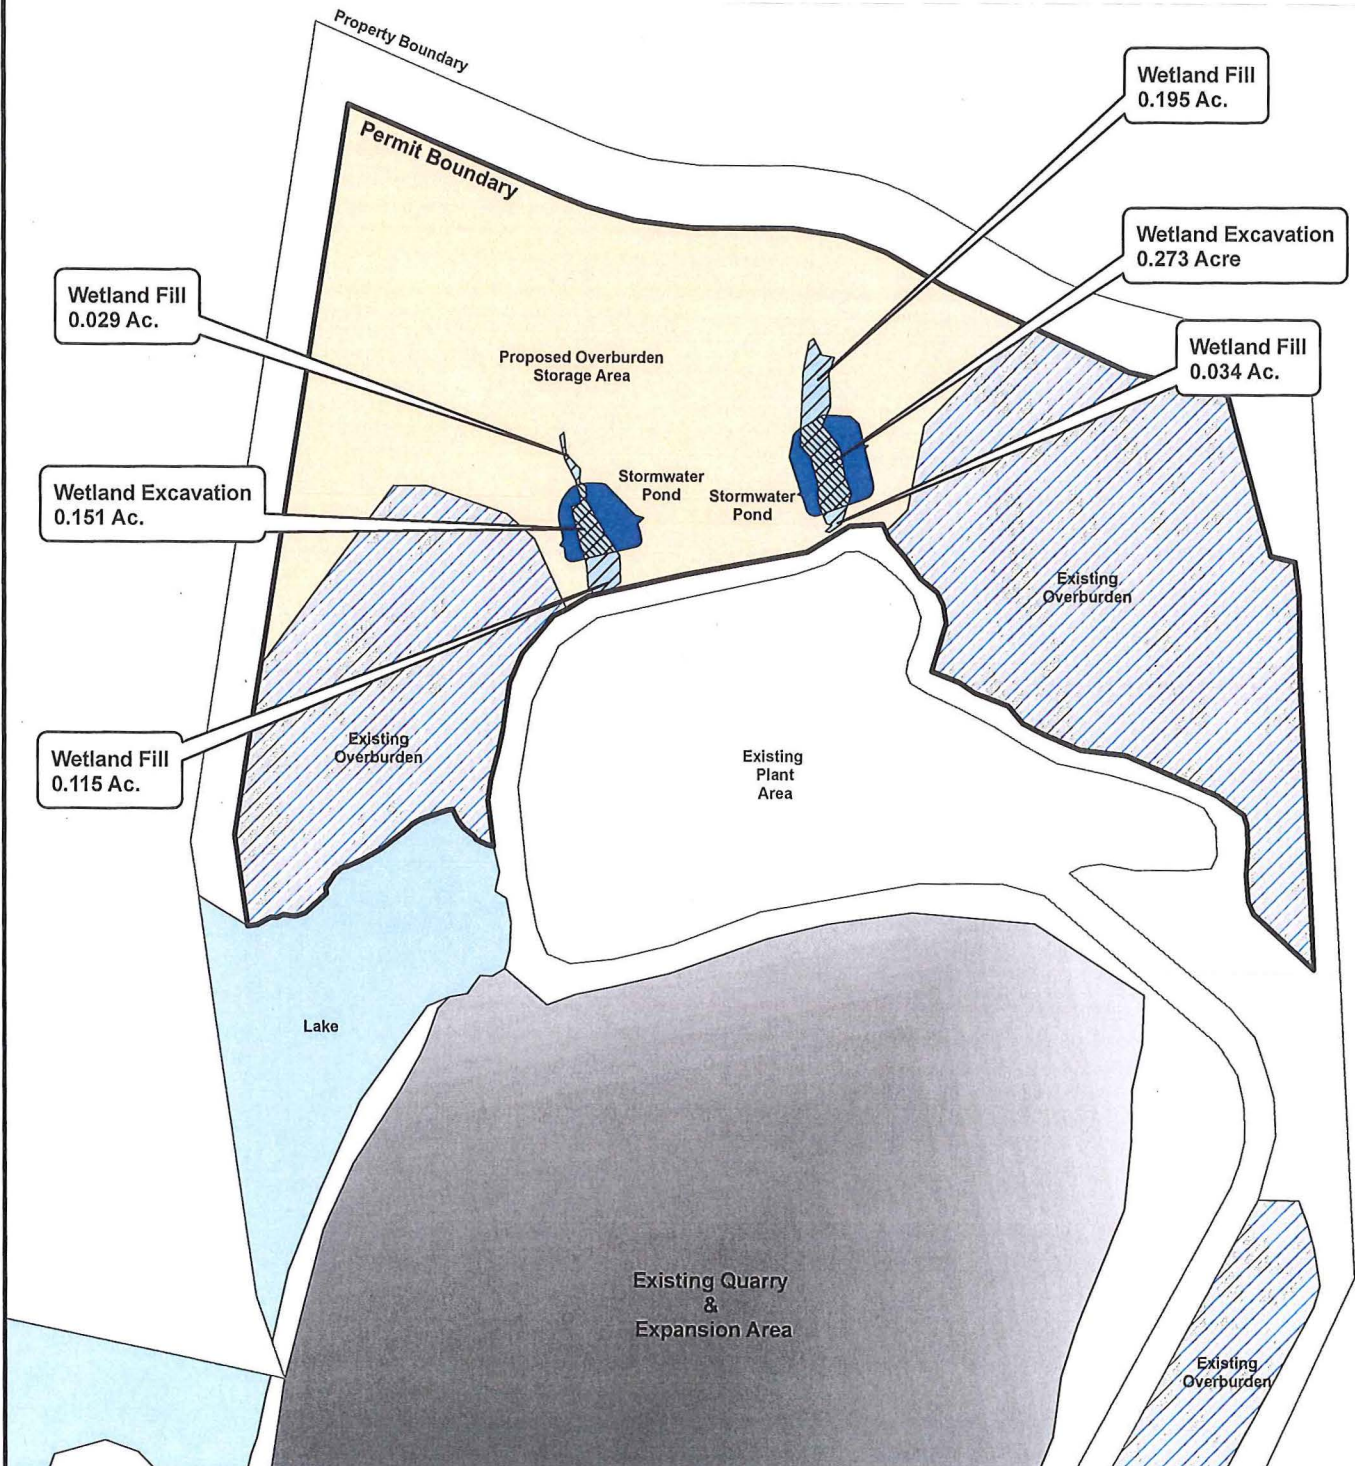 Property Boundary
Wetland Fill
0.195 Ac.
Permit Boundary
Wetland Excavation
0.273 Acre
Wetland Fill
0.029 Ac.
Wetland Fill
0.034 Ac.
Proposed Overburden
Storage Area
Wetland Excavation
0.151 Ac.
Stormwater
Pond
Stormwater
Pond
Existing
Overburden
Wetland Fill
0.115 Ac.
Existing
Overburden
Existing
Plant
Area
Lake
Existing Quarry
&
Expansion Area
Existing
Overburden